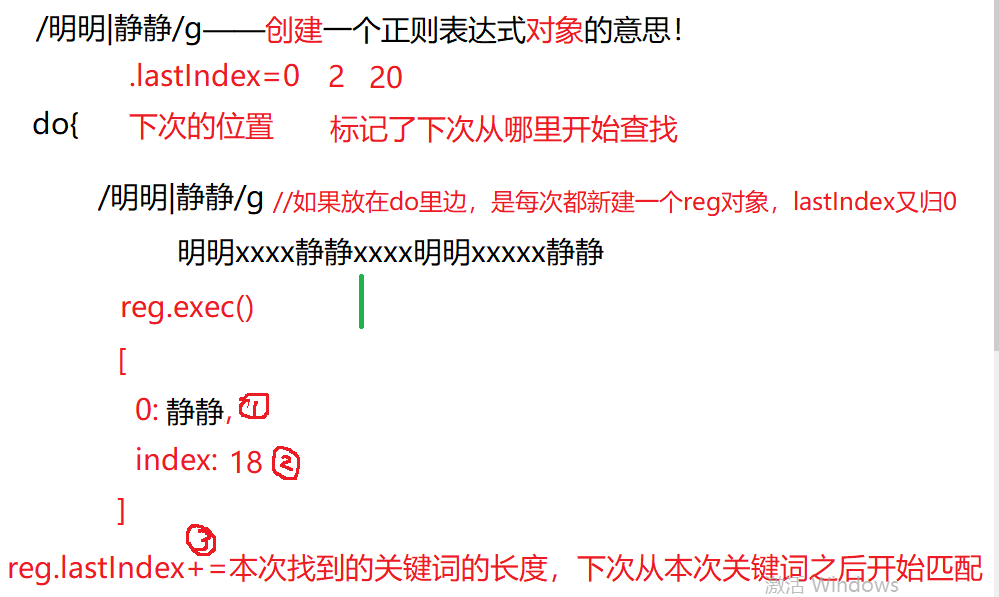 /明明|静静/g——创建一个正则表达式对象的意思!
.lastIndex=0 2 20
do{ 下次的位置 标记了下次从哪里开始查找
/明明|静静/g //如果放在do里边，是每次都新建一个reg对象，lastIndex又归0
明明xxxx静静xxxx明明xxxxx静静
reg.exec()
[
0: 静静, 1
index: 18 2
]
3
reg.lastIndex+=本次找到的关键词的长度，下次从本次关键词之后开始匹配
激活 Windows